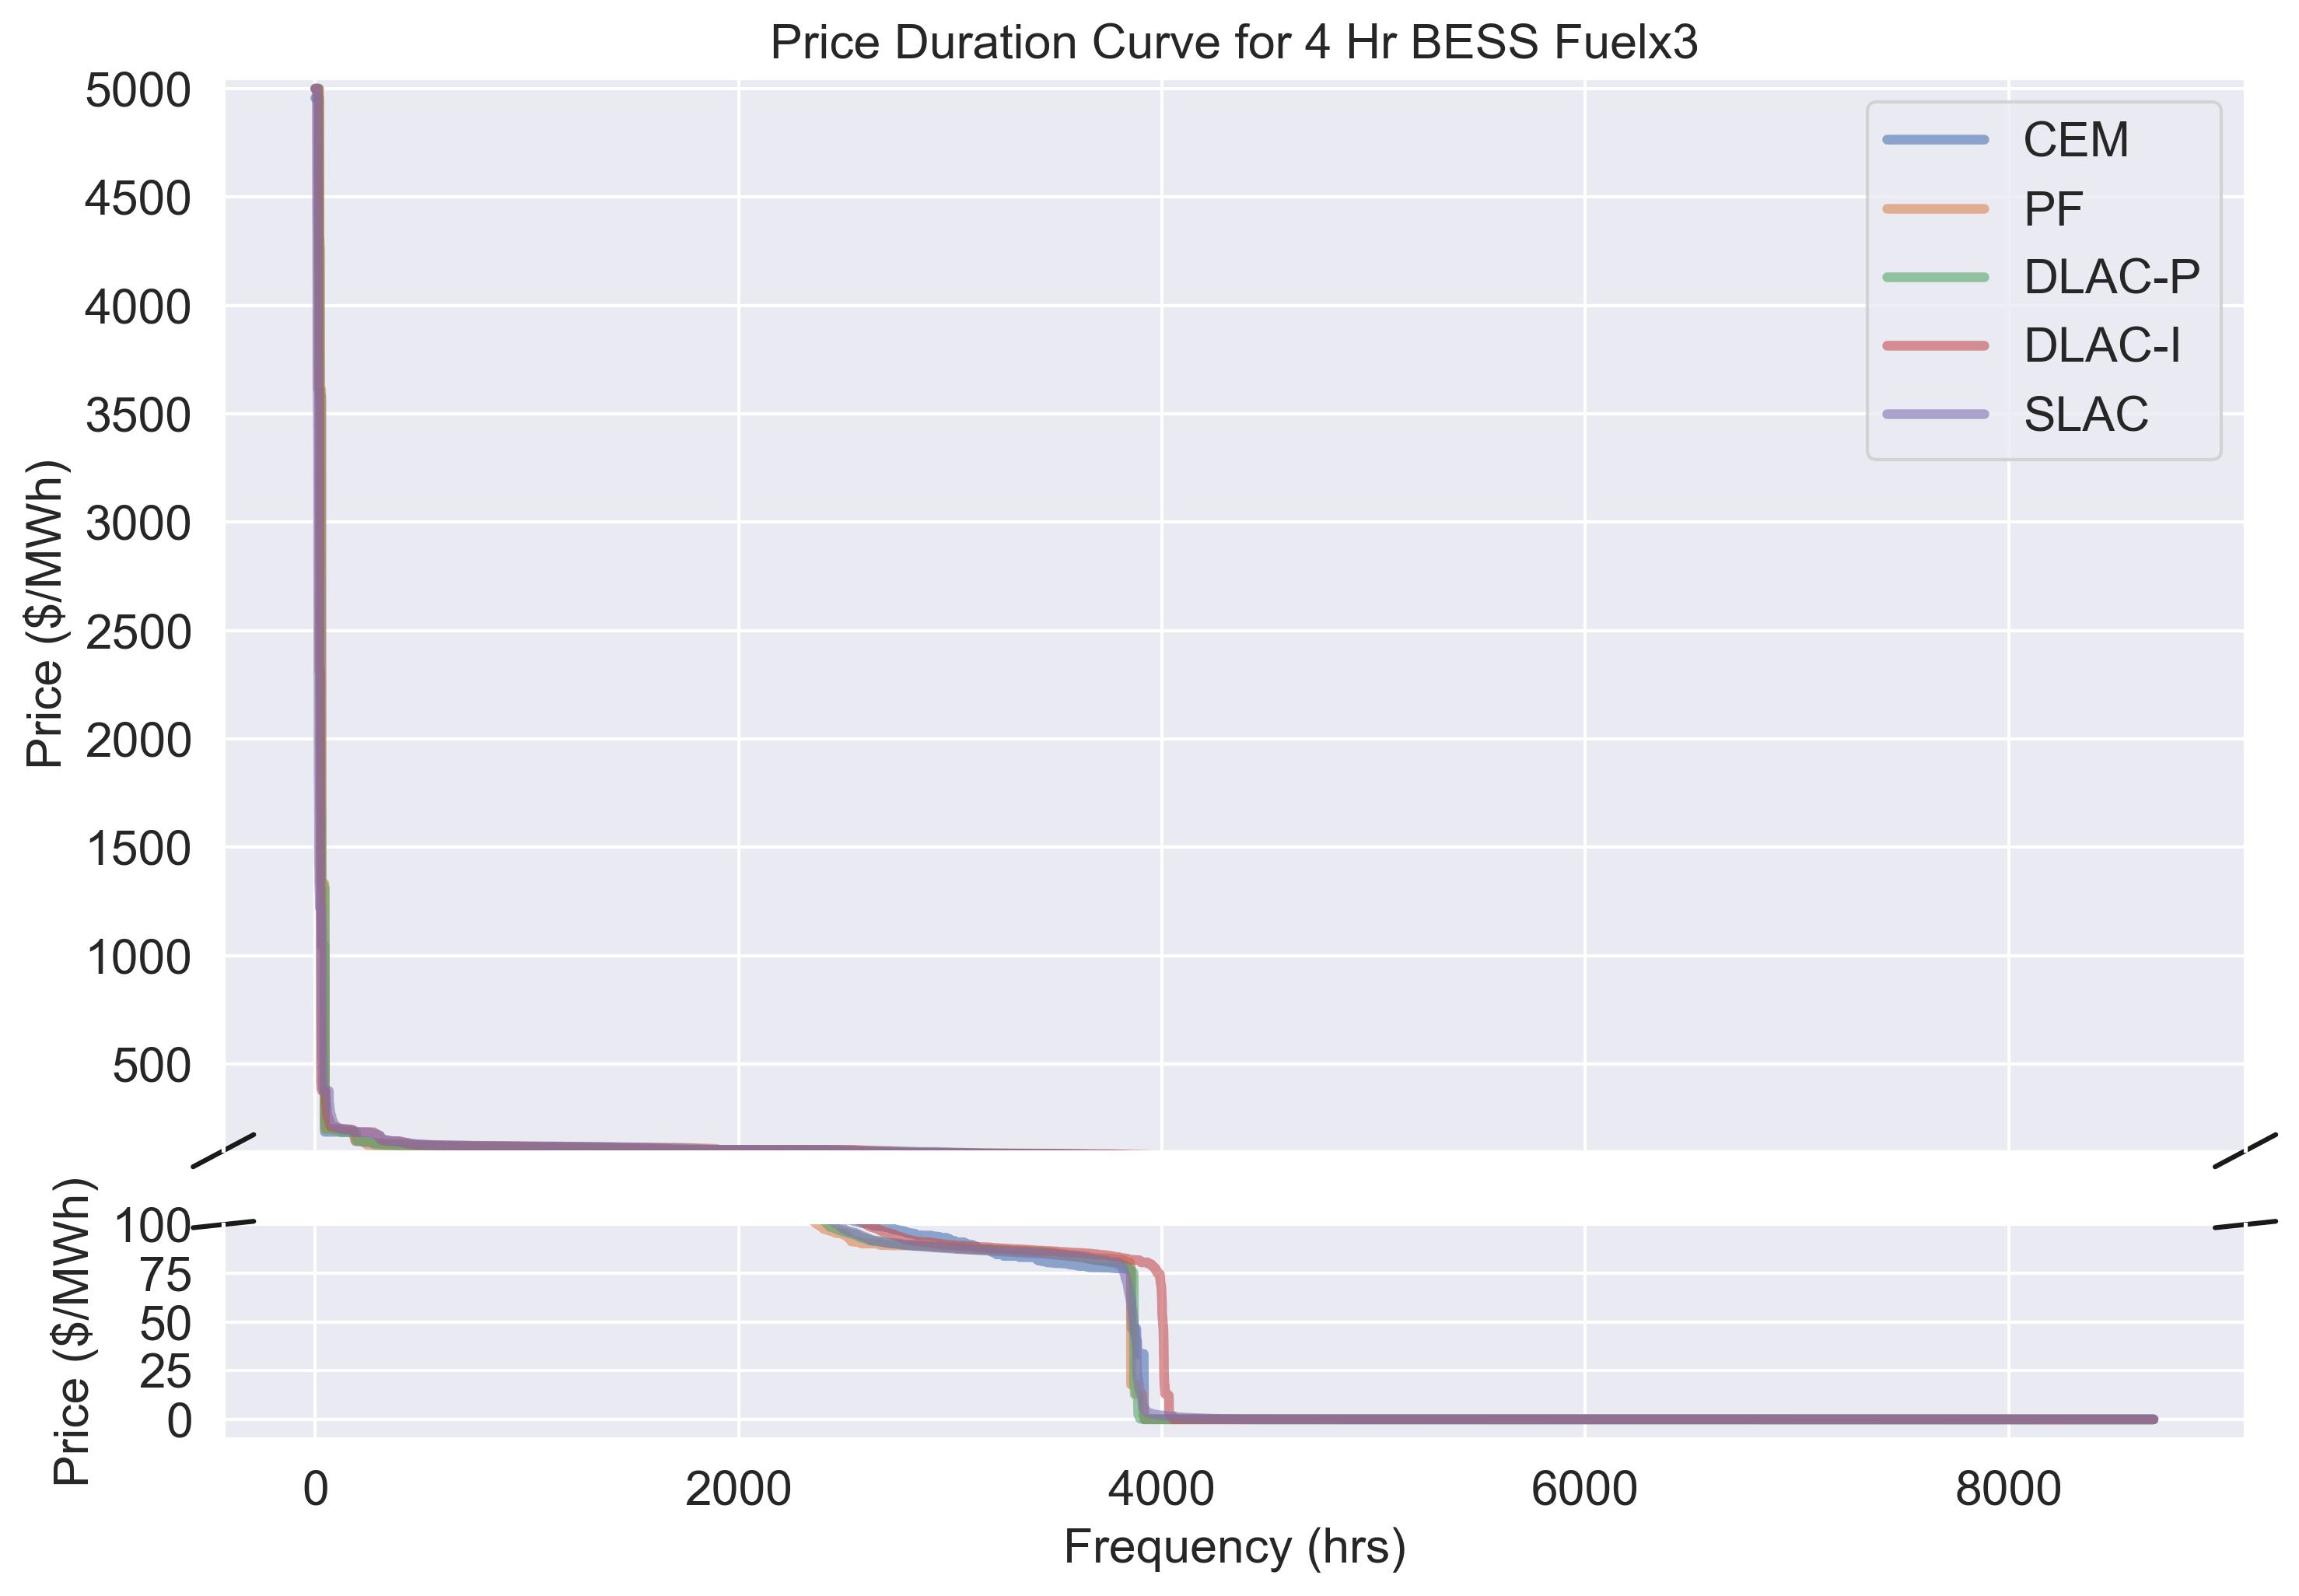 Price Duration Curve for 4 Hr BESS Fuelx3
5000
4500
4000
3500
3000
2500
2000
1500
1000
500
Price ($/MWh)
CEM
PF
DLAC-P
DLAC-I
SLAC
100
75
50
25
0
Price ($/MWh)
0
2000
4000
6000
8000
Frequency (hrs)